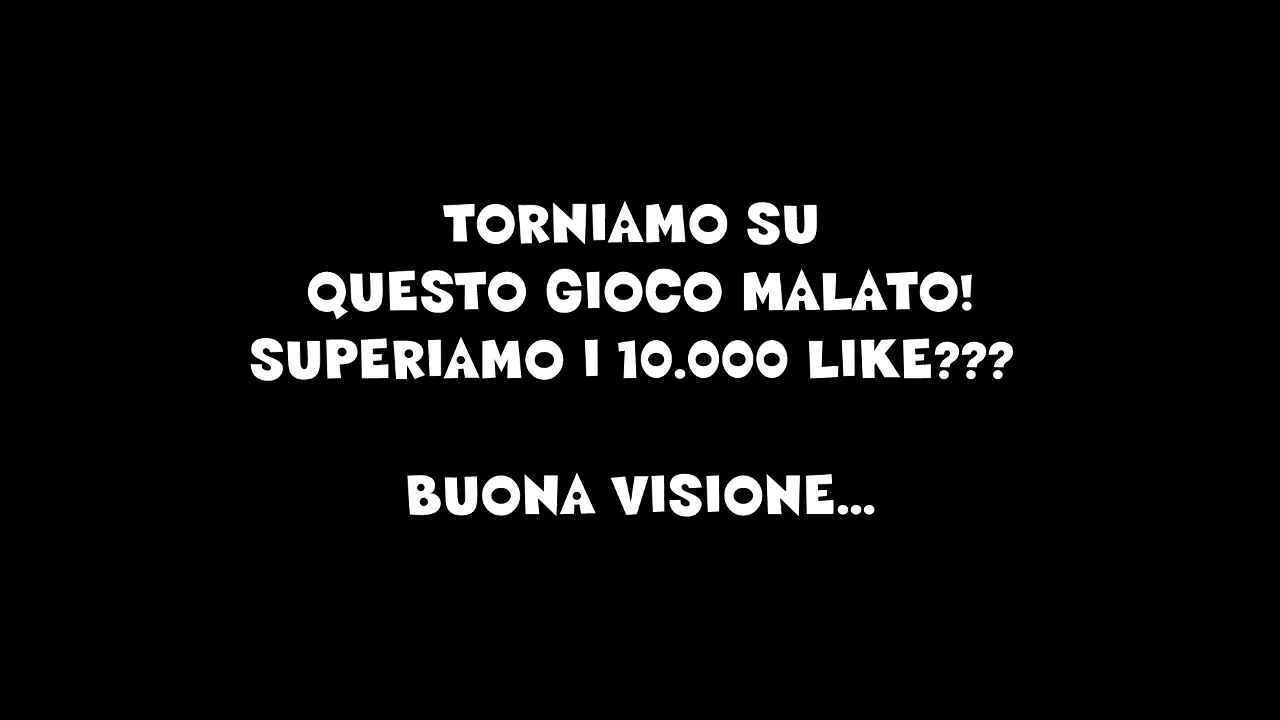 TORNIAMO SU
QUESTO GIOCO MALATO!
SUPERIAMO I 10.000 LIKE???
BUONA VISIONE...